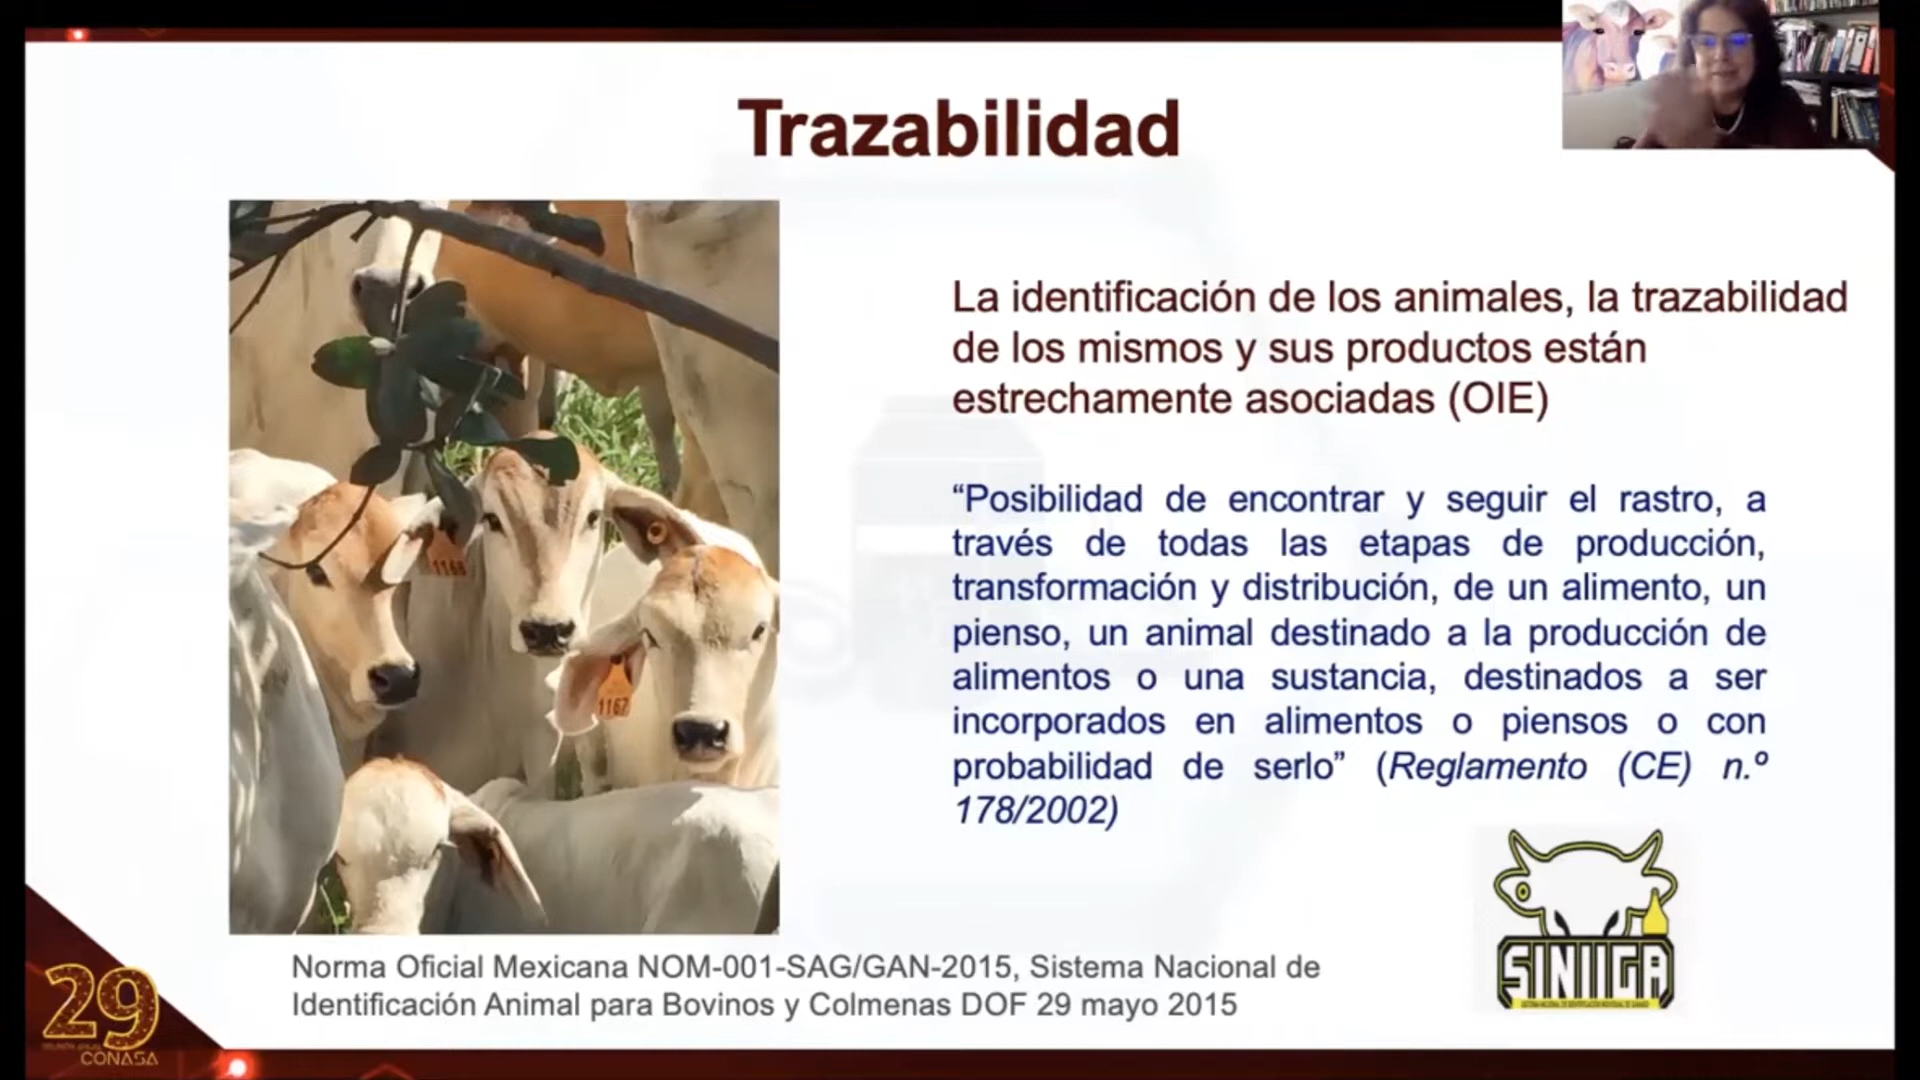 Trazabilidad
La identificación de los animales, la trazabilidad
de los mismos y sus productos están
estrechamente asociadas (OIE)
“Posibilidad de encontrar y seguir el rastro, a
través de todas las etapas de producción,
transformación y distribución, de un alimento, un
pienso, un animal destinado a la producción de
alimentos o una sustancia, destinados a ser
incorporados en alimentos o piensos o con
probabilidad de serlo” (Reglamento (CE) n.º
178/2002)
1168
1167
SINIIGA
Norma Oficial Mexicana NOM-001-SAG/GAN-2015, Sistema Nacional de
Identificación Animal para Bovinos y Colmenas DOF 29 mayo 2015
29
CONASA